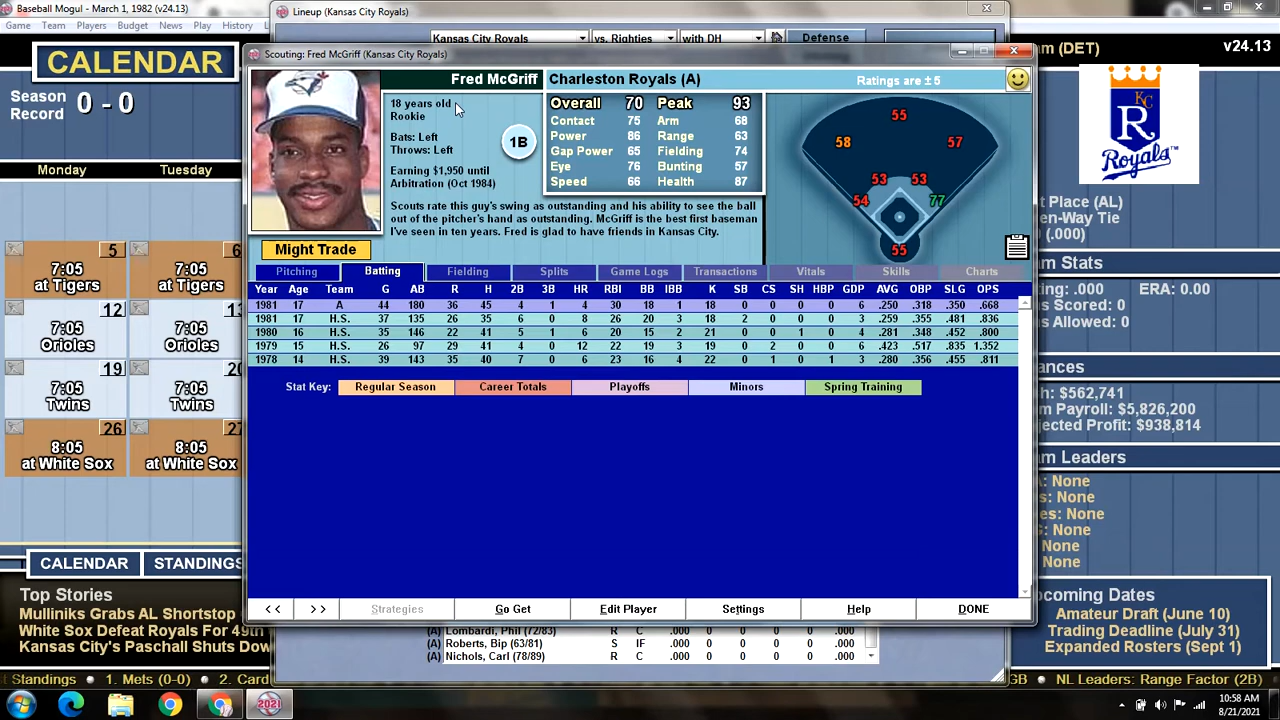 Baseball Mogul - March 1, 1982 (v24.13)
Game Team Players Budget News Play History
Lineup (Kansas City Royals)
Kansas City Royals vs. Righties with DH Defense
CALENDAR
v24.13
Season
Record
0 - 0
Monday Tuesday
5
7:05
at Tigers
6
7:05
at Tigers
12
7:05
Orioles
13
7:05
Orioles
19
7:05
Twins
20
7:05
Twins
26
8:05
at White Sox
27
8:05
at White Sox
CALENDAR STANDINGS
Top Stories
Mulliniks Grabs AL Shortstop
White Sox Defeat Royals For 49th
Kansas City's Paschall Shuts Dow
Scouting: Fred McGriff (Kansas City Royals)
Fred McGriff
Charleston Royals (A)
Ratings are ± 5
18 years old
Rookie
Bats: Left
Throws: Left
Earning $1,950 until
Arbitration (Oct 1984)
1B
Overall 70 Peak 93
Contact 75 Arm 68
Power 86 Range 63
Gap Power 65 Fielding 74
Eye 76 Bunting 57
Speed 66 Health 87
55
58 57
53 53
54 77
55
Scouts rate this guy's swing as outstanding and his ability to see the ball
out of the pitcher's hand as outstanding. McGriff is the best first baseman
I've seen in ten years. Fred is glad to have friends in Kansas City.
Might Trade
Pitching Batting Fielding Splits Game Logs Transactions Vitals Skills Charts
Year Age Team G AB R H 2B 3B HR RBI BB IBB K SB CS SH HBP GDP AVG OBP SLG OPS
1981 17 A 44 180 36 45 4 1 4 30 18 1 18 0 0 0 0 6 .250 .318 .350 .668
1981 17 H.S. 37 135 26 35 6 0 8 26 20 3 18 2 0 0 0 3 .259 .355 .481 .836
1980 16 H.S. 35 146 22 41 5 1 6 20 15 2 21 0 0 1 0 4 .281 .348 .452 .800
1979 15 H.S. 26 97 29 41 4 0 12 19 22 3 19 0 2 0 0 6 .423 .517 .835 1.352
1978 14 H.S. 39 143 35 40 7 0 6 23 16 4 22 0 1 0 1 3 .280 .356 .455 .811
Stat Key: Regular Season Career Totals Playoffs Minors Spring Training
<< >> Strategies Go Get Edit Player Settings Help DONE
(A) Lombardi, Phil (72/83) R C .000 0 0 0 .000
(A) Roberts, Bip (63/81) S IF .000 0 0 0 .000
(A) Nichols, Carl (78/89) R C .000 0 0 0 .000
m (DET)
KC
Royals
t Place (AL)
en-Way Tie
(.000)
am Stats
ting: .000 ERA: 0.00
s Scored: 0
s Allowed: 0
ances
h: $562,741
m Payroll: $5,826,200
jected Profit: $938,814
am Leaders
A: None
s: None
es: None
G: None
None
None
coming Dates
Amateur Draft (June 10)
Trading Deadline (July 31)
Expanded Rosters (Sept 1)
t Standings 1. Mets (0-0) 2. Card
GB NL Leaders: Range Factor (2B)
2021
10:58 AM
8/21/2021